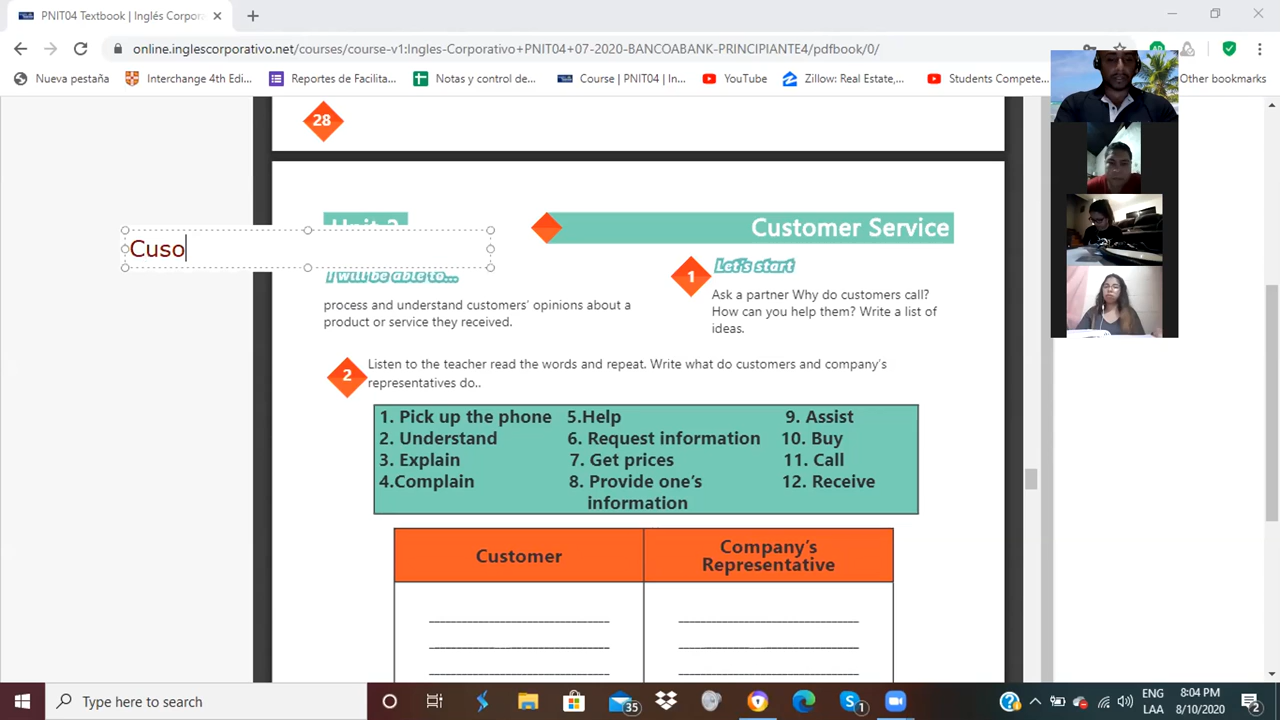 PNIT04 Textbook | Inglés Corpor
online.inglescorporativo.net/courses/course-v1:Ingles-Corporativo+PNIT04+07-2020-BANCOABANK-PRINCIPIANTE4/pdfbook/0/
Nueva pestaña
Interchange 4th Edi...
Reportes de Facilita...
Notas y control de...
Course | PNIT04 | In...
YouTube
Zillow: Real Estate,...
Students Compete...
Other bookmarks
28
Unit 3
Customer Service
Cuso
I will be able to...
process and understand customers' opinions about a
product or service they received.
1
Let's start
Ask a partner Why do customers call?
How can you help them? Write a list of
ideas.
2
Listen to the teacher read the words and repeat. Write what do customers and company's
representatives do..
1. Pick up the phone 5.Help 9. Assist
2. Understand 6. Request information 10. Buy
3. Explain 7. Get prices 11. Call
4.Complain 8. Provide one's 12. Receive
information
Customer
Company's
Representative
Type here to search
35
1
ENG
LAA
8:04 PM
8/10/2020
2